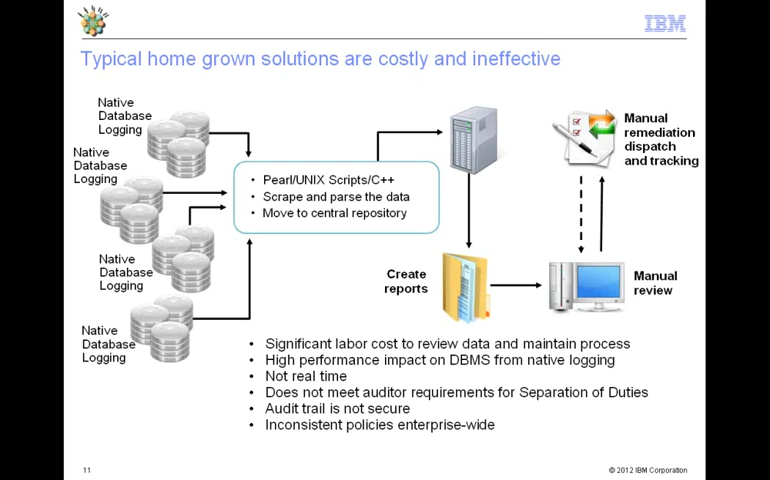 IBM
Typical home grown solutions are costly and ineffective
Native
Database
Logging
Native
Database
Logging
Native
Database
Logging
Native
Database
Logging
• Pearl/UNIX Scripts/C++
• Scrape and parse the data
• Move to central repository
Manual
remediation
dispatch
and tracking
Create
reports
Manual
review
• Significant labor cost to review data and maintain process
• High performance impact on DBMS from native logging
• Not real time
• Does not meet auditor requirements for Separation of Duties
• Audit trail is not secure
• Inconsistent policies enterprise-wide
11
© 2012 IBM Corporation